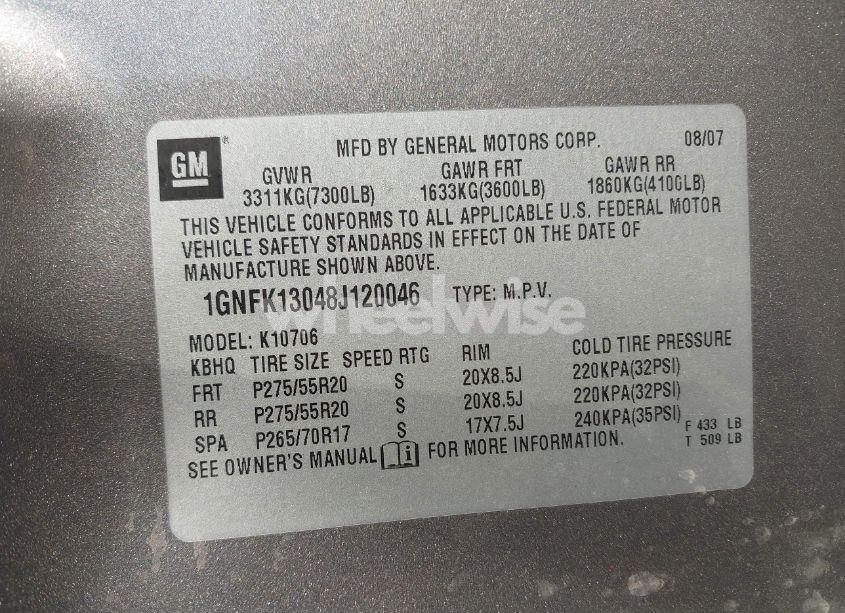 GM
MFD BY GENERAL MOTORS CORP. 08/07
GVWR GAWR FRT GAWR RR
3311KG(7300LB) 1633KG(3600LB) 1860KG(4100LB)
THIS VEHICLE CONFORMS TO ALL APPLICABLE U.S. FEDERAL MOTOR
VEHICLE SAFETY STANDARDS IN EFFECT ON THE DATE OF
MANUFACTURE SHOWN ABOVE.
1GNFK13048J120046 TYPE: M.P.V.
wheelwise
MODEL: K10706
KBHQ TIRE SIZE SPEED RTG RIM COLD TIRE PRESSURE
FRT P275/55R20 S 20X8.5J 220KPA(32PSI)
RR P275/55R20 S 20X8.5J 220KPA(32PSI)
SPA P265/70R17 S 17X7.5J 240KPA(35PSI) F 433 LB
T 509 LB
SEE OWNER'S MANUAL FOR MORE INFORMATION.